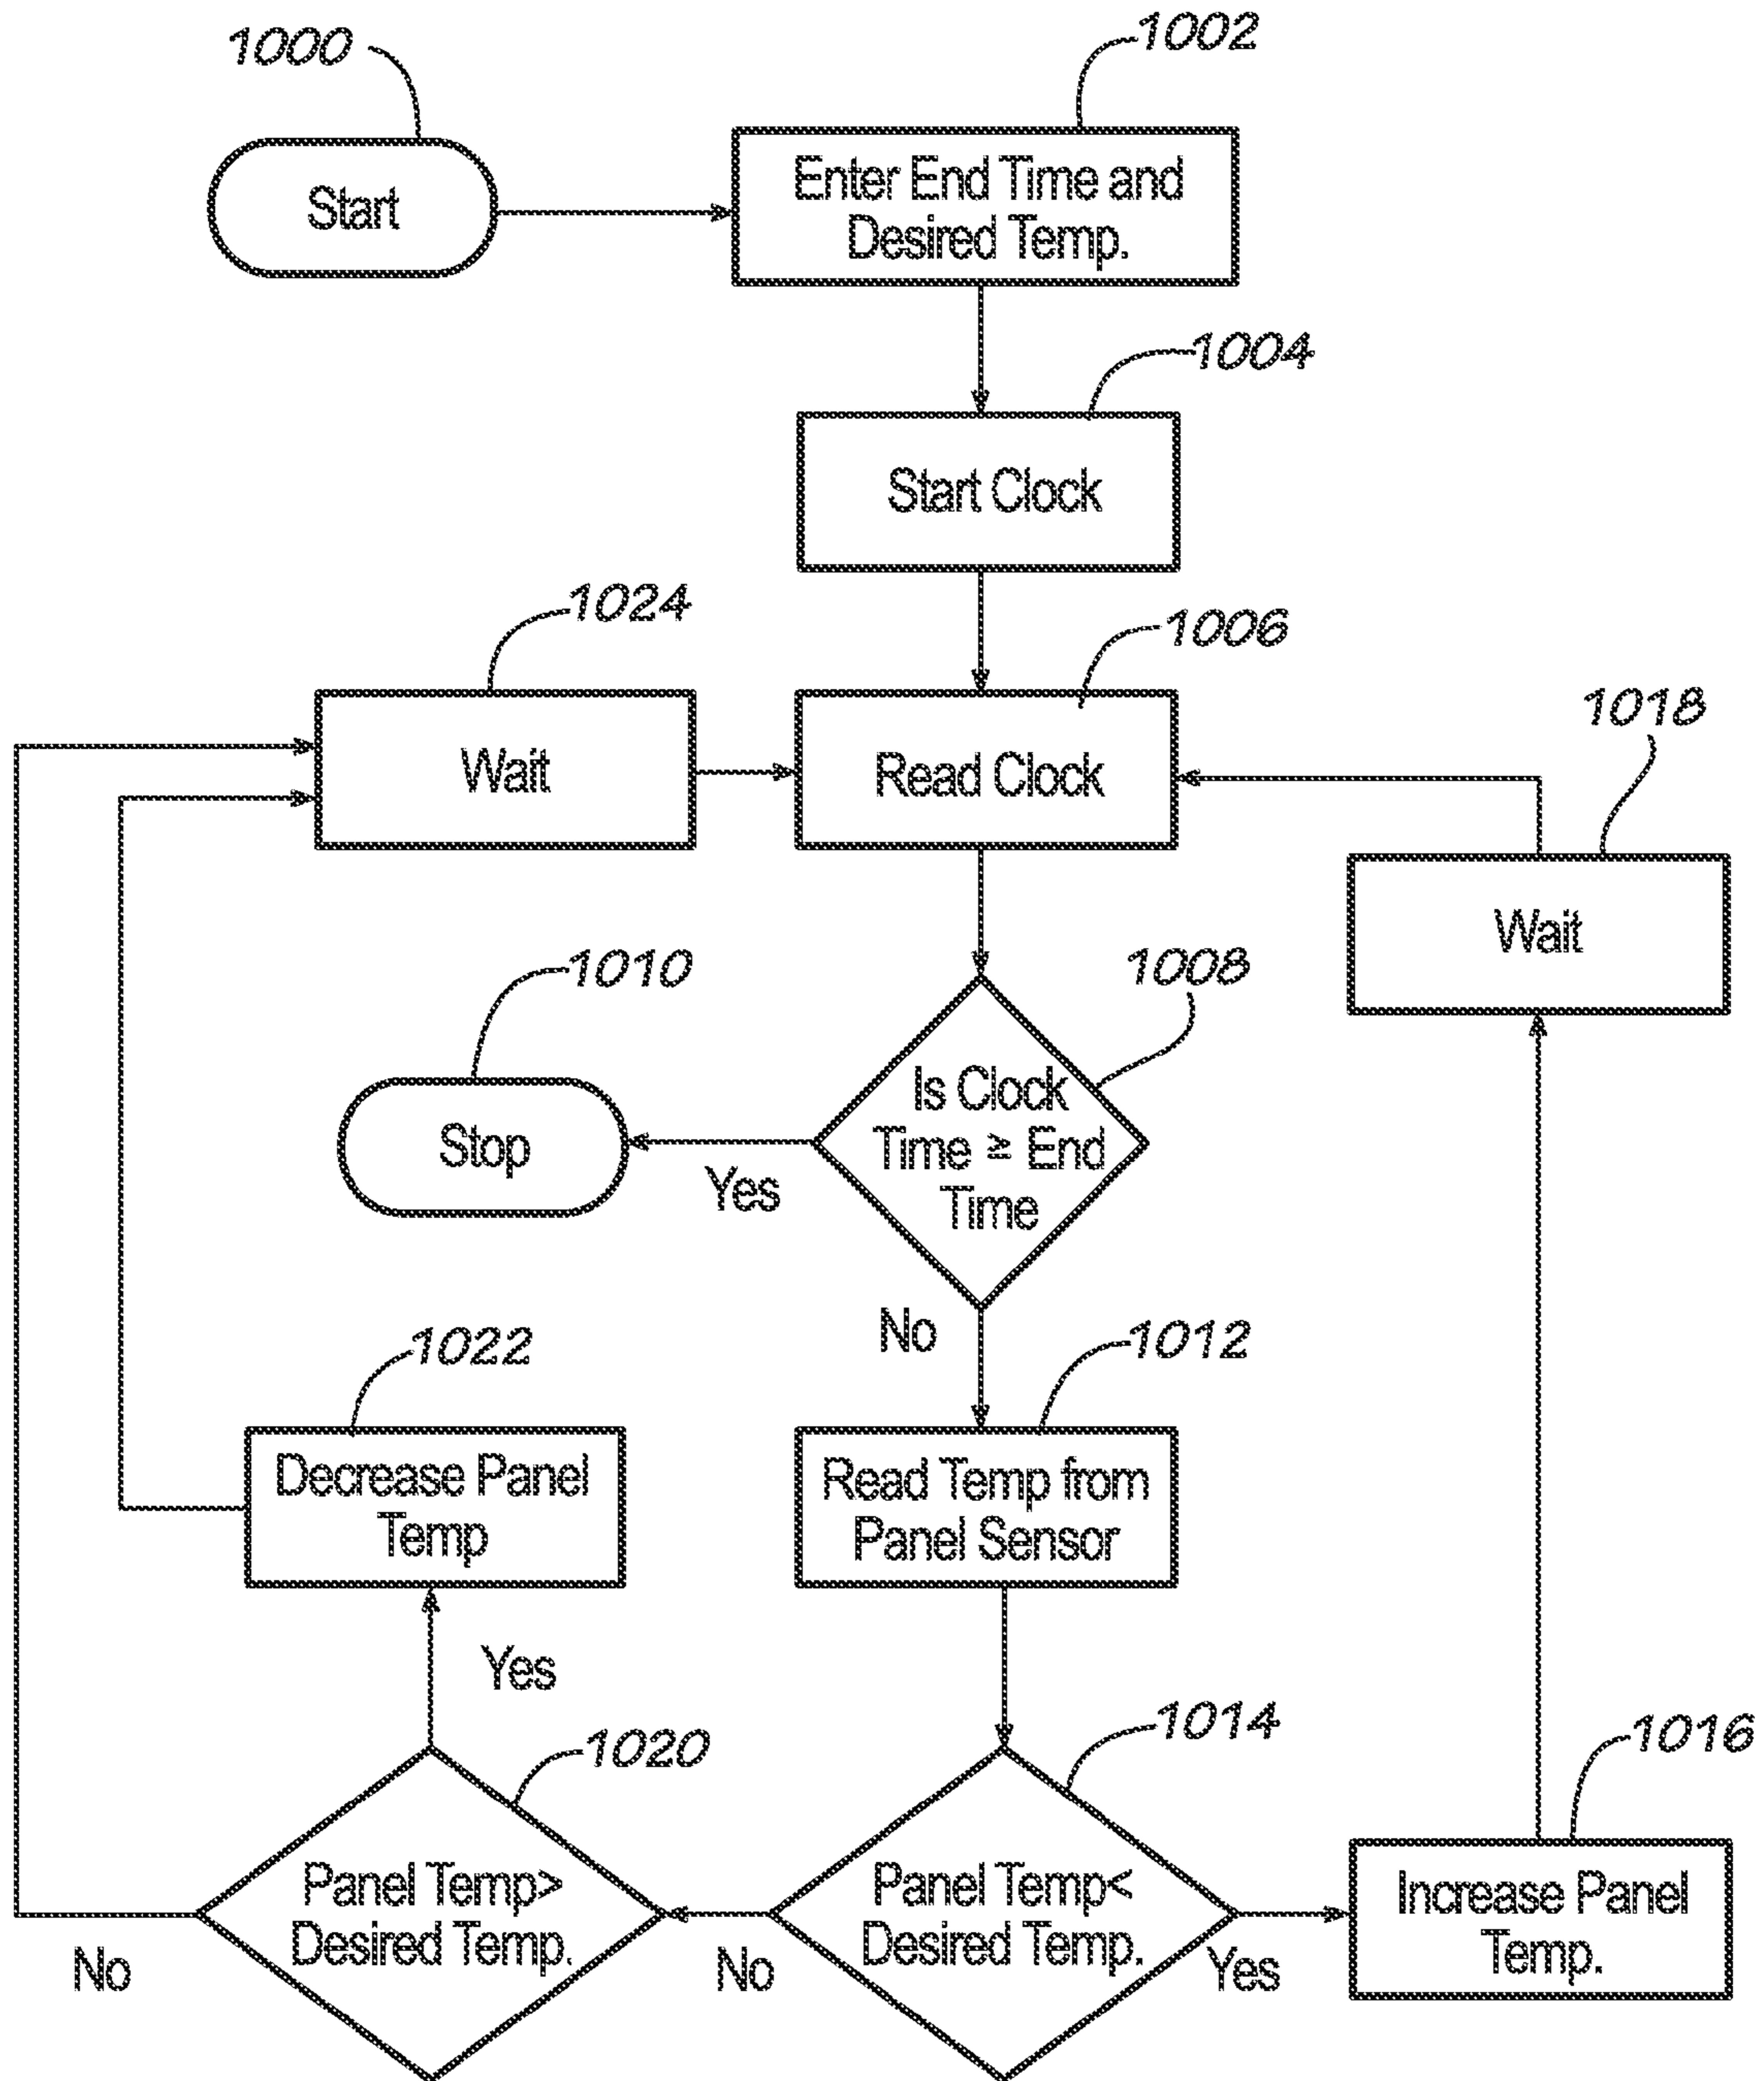 1000
1002
Start
Enter End Time and
Desired Temp.
1004
Start Clock
1024
1006
1018
Wait
Read Clock
Wait
1010
1008
Stop
Is Clock
Time ≥ End
Time
Yes
No
1022
1012
Decrease Panel
Temp
Read Temp from
Panel Sensor
Yes
1020
1014
1016
Panel Temp>
Desired Temp.
Panel Temp<
Desired Temp.
Increase Panel
Temp.
No
No
Yes